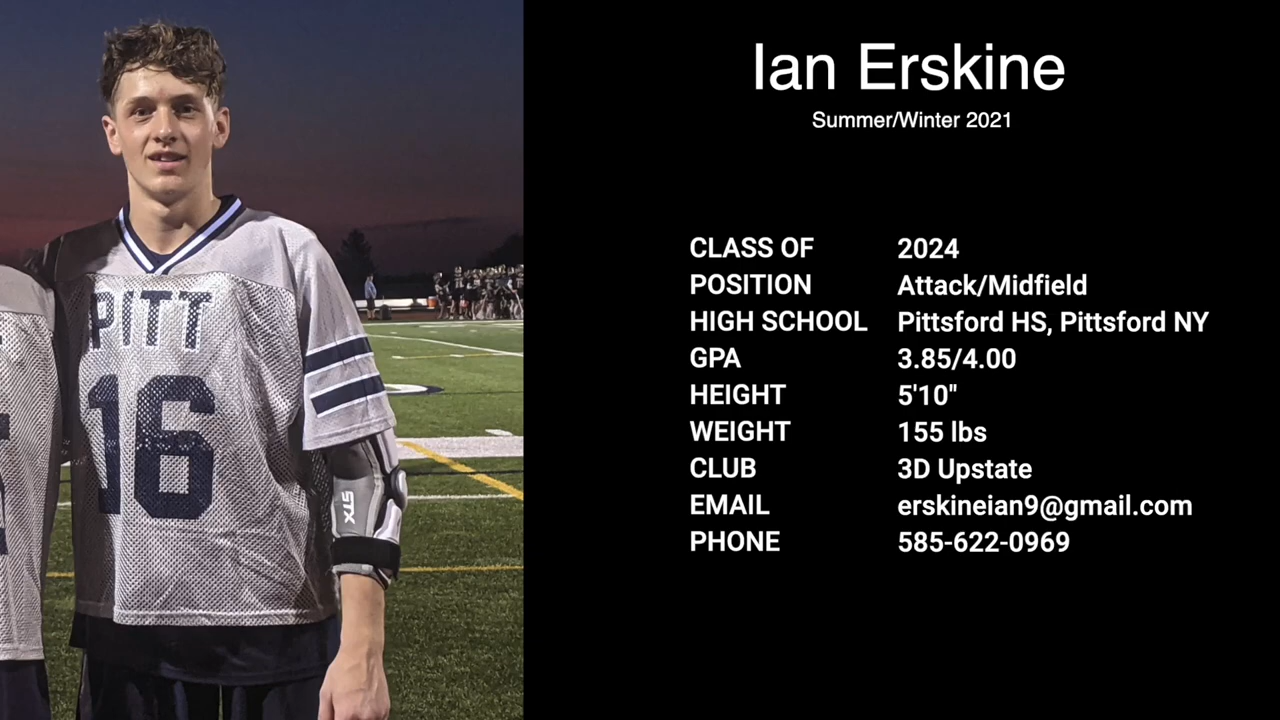 Ian Erskine
Summer/Winter 2021
CLASS OF 2024
POSITION Attack/Midfield
HIGH SCHOOL Pittsford HS, Pittsford NY
GPA 3.85/4.00
HEIGHT 5'10"
WEIGHT 155 lbs
CLUB 3D Upstate
EMAIL erskineian9@gmail.com
PHONE 585-622-0969
PITT
16
STX